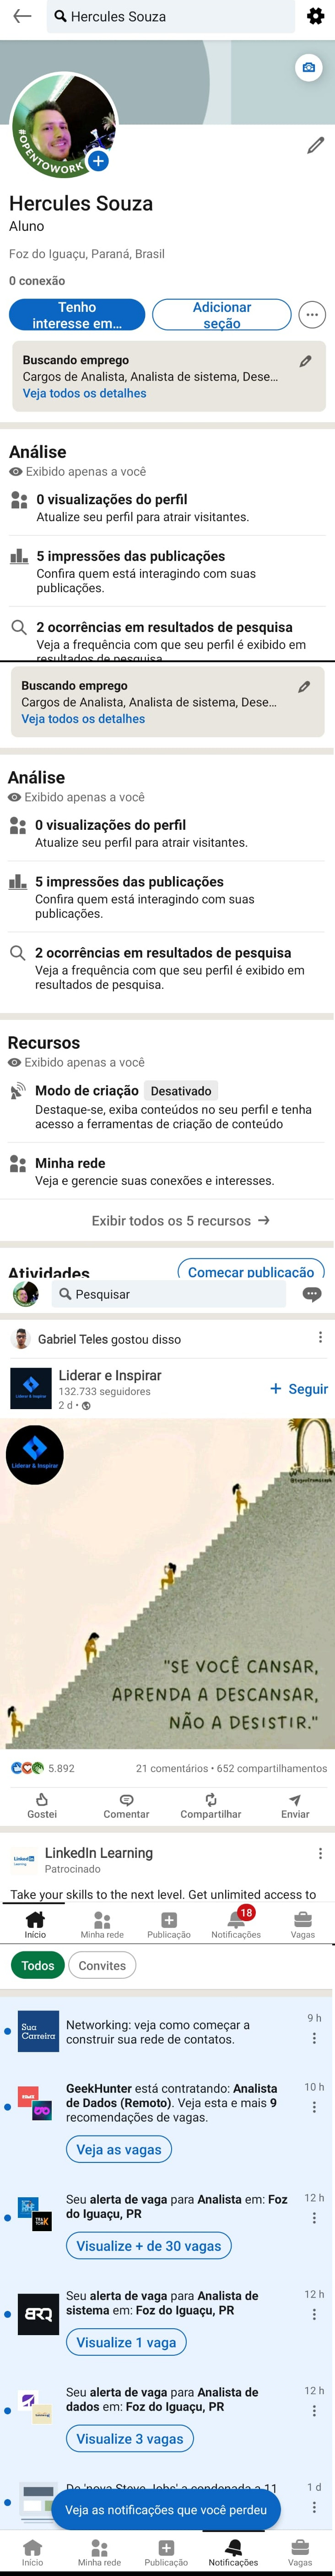 Hercules Souza
#OPENTOWORK
Hercules Souza
Aluno
Foz do Iguaçu, Paraná, Brasil
0 conexão
Tenho
interesse em...
Adicionar
seção
Buscando emprego
Cargos de Analista, Analista de sistema, Dese...
Veja todos os detalhes
Análise
Exibido apenas a você
0 visualizações do perfil
Atualize seu perfil para atrair visitantes.
5 impressões das publicações
Confira quem está interagindo com suas
publicações.
2 ocorrências em resultados de pesquisa
Veja a frequência com que seu perfil é exibido em
resultados de pesquisa.
Buscando emprego
Cargos de Analista, Analista de sistema, Dese...
Veja todos os detalhes
Análise
Exibido apenas a você
0 visualizações do perfil
Atualize seu perfil para atrair visitantes.
5 impressões das publicações
Confira quem está interagindo com suas
publicações.
2 ocorrências em resultados de pesquisa
Veja a frequência com que seu perfil é exibido em
resultados de pesquisa.
Recursos
Exibido apenas a você
Modo de criação Desativado
Destaque-se, exiba conteúdos no seu perfil e tenha
acesso a ferramentas de criação de conteúdo
Minha rede
Veja e gerencie suas conexões e interesses.
Exibir todos os 5 recursos →
Atividades
Começar publicação
Pesquisar
Gabriel Teles gostou disso
Liderar e Inspirar
132.733 seguidores
2 d •
+ Seguir
Liderar & Inspirar
"SE VOCÊ CANSAR,
APRENDA A DESCANSAR,
NÃO A DESISTIR."
5.892
21 comentários • 652 compartilhamentos
Gostei Comentar Compartilhar Enviar
LinkedIn Learning
Patrocinado
Take your skills to the next level. Get unlimited access to
18
Início Minha rede Publicação Notificações Vagas
Todos Convites
Sua
Carreira
Networking: veja como começar a
construir sua rede de contatos.
9 h
GeekHunter está contratando: Analista
de Dados (Remoto). Veja esta e mais 9
recomendações de vagas.
10 h
Veja as vagas
Seu alerta de vaga para Analista em: Foz
do Iguaçu, PR
12 h
Visualize + de 30 vagas
BRQ
Seu alerta de vaga para Analista de
sistema em: Foz do Iguaçu, PR
12 h
Visualize 1 vaga
Seu alerta de vaga para Analista de
dados em: Foz do Iguaçu, PR
12 h
Visualize 3 vagas
De 'nova Steve Jobs' a condenada a 11
1 d
Veja as notificações que você perdeu
Início Minha rede Publicação Notificações Vagas